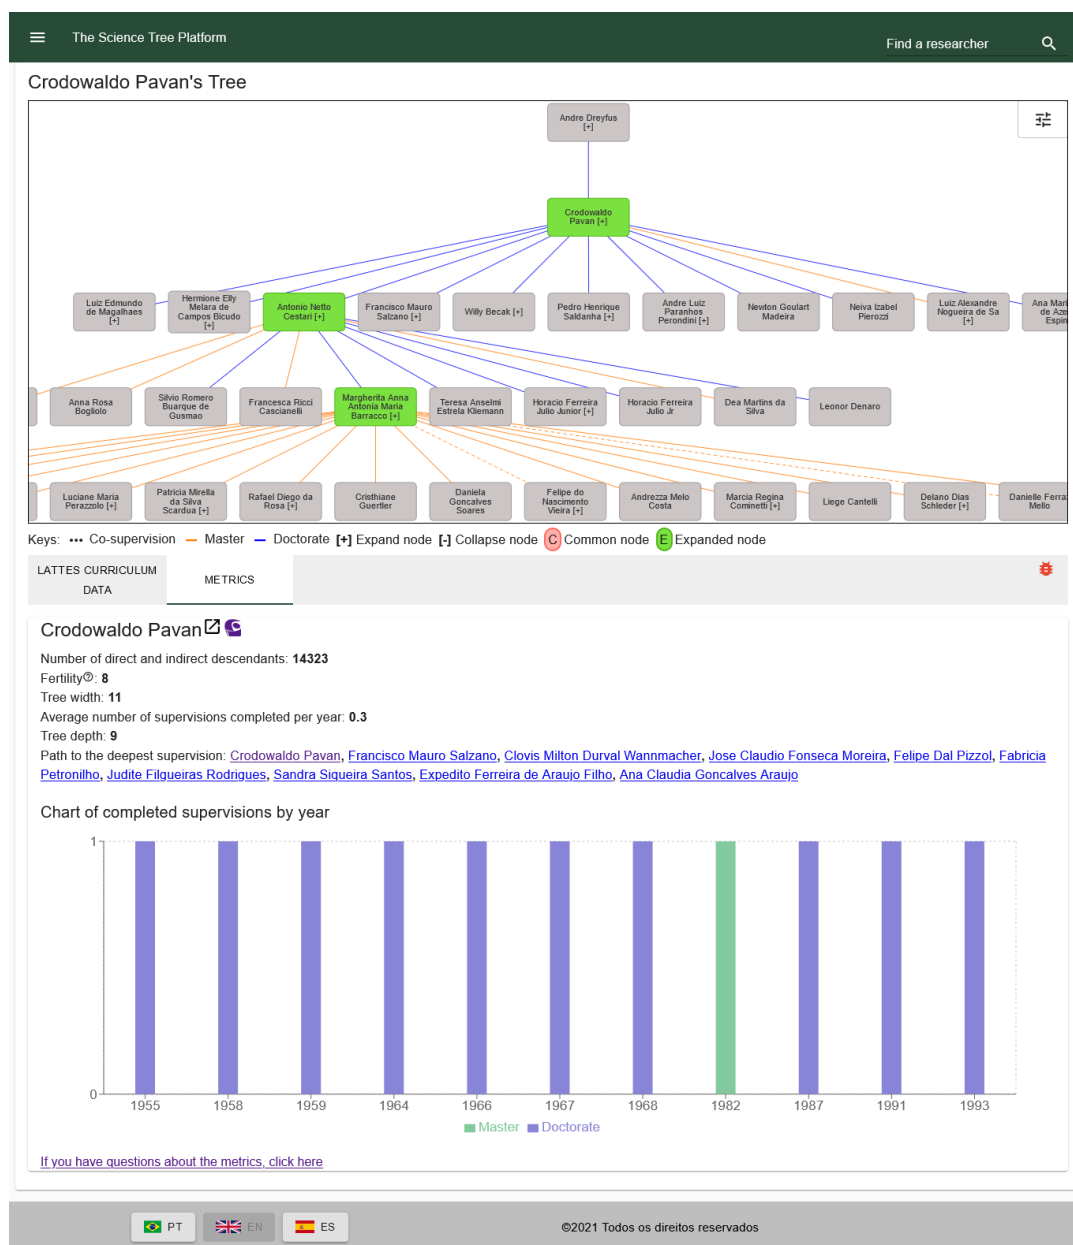 The Science Tree Platform
Find a researcher
Crodowaldo Pavan's Tree
Andre Dreyfus
[+]
Crodowaldo
Pavan [+]
Luiz Edmundo
de Magalhaes
[+]
Hermione Elly
Melara de
Campos Bicudo
[+]
Antonio Netto
Cestari [+]
Francisco Mauro
Salzano [+]
Willy Becak [+]
Pedro Henrique
Saldanha [+]
Andre Luiz
Paranhos
Perondini [+]
Newton Goulart
Madeira
Neiva Izabel
Pierozzi
Luiz Alexandre
Nogueira de Sa
[+]
Ana Mari
de Aze
Espin
Anna Rosa
Bogliolo
Silvio Romero
Buarque de
Gusmao
Francesca Ricci
Cascianelli
Margherita Anna
Antonia Maria
Barracco [+]
Teresa Anselmi
Estrela Kliemann
Horacio Ferreira
Julio Junior [+]
Horacio Ferreira
Julio Jr
Dea Martins da
Silva
Leonor Denaro
Luciane Maria
Perazzolo [+]
Patricia Mirella
da Silva
Scardua [+]
Rafael Diego da
Rosa [+]
Cristhiane
Guertler
Daniela
Goncalves
Soares
Felipe do
Nascimento
Vieira [+]
Andrezza Melo
Costa
Marcia Regina
Cominetti [+]
Liege Cantelli
Delano Dias
Schleder [+]
Danielle Ferra
Mello
Keys: ••• Co-supervision — Master — Doctorate [+] Expand node [-] Collapse node C Common node E Expanded node
LATTES CURRICULUM
DATA
METRICS
Crodowaldo Pavan
Number of direct and indirect descendants: 14323
Fertility: 8
Tree width: 11
Average number of supervisions completed per year: 0.3
Tree depth: 9
Path to the deepest supervision: Crodowaldo Pavan, Francisco Mauro Salzano, Clovis Milton Durval Wannmacher, Jose Claudio Fonseca Moreira, Felipe Dal Pizzol, Fabricia
Petronilho, Judite Filgueiras Rodrigues, Sandra Siqueira Santos, Expedito Ferreira de Araujo Filho, Ana Claudia Goncalves Araujo
Chart of completed supervisions by year
1
0
1955 1958 1959 1964 1966 1967 1968 1982 1987 1991 1993
Master Doctorate
If you have questions about the metrics, click here
PT EN ES
©2021 Todos os direitos reservados